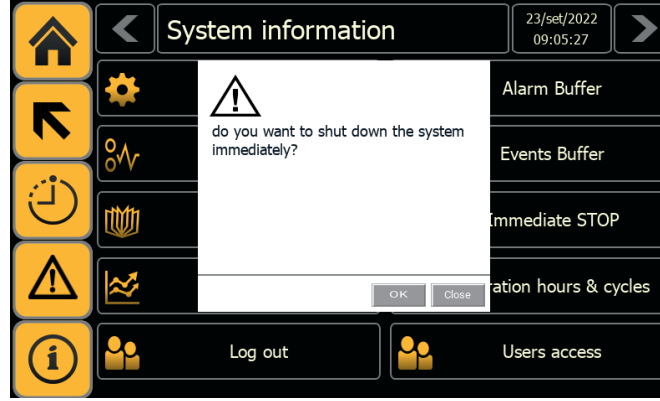 System information
23/set/2022
09:05:27
Alarm Buffer
do you want to shut down the system
immediately?
Events Buffer
Immediate STOP
OK
Close
ration hours & cycles
Log out
Users access